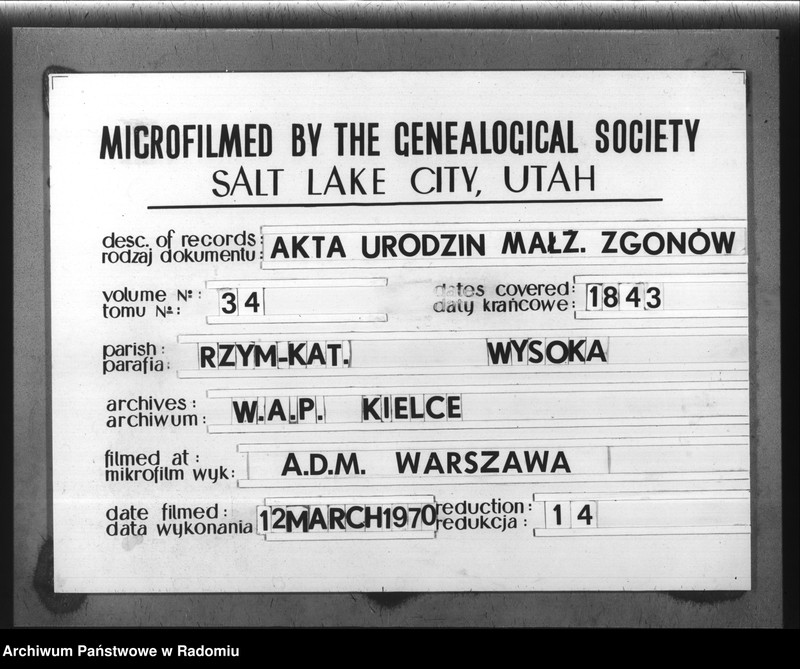 MICROFILMED BY THE GENEALOGICAL SOCIETY
SALT LAKE CITY, UTAH
desc. of records: AKTA URODZIN MAŁŻ. ZGONÓW
rodzaj dokumentu:
volume №: 34 dates covered: 1843
tomu №: daty krańcowe:
parish: RZYM-KAT. WYSOKA
parafia:
archives: W.A.P. KIELCE
archiwum:
filmed at: A.D.M. WARSZAWA
mikrofilm wyk:
date filmed: 12MARCH1970 reduction: 14
data wykonania redukcja:
Archiwum Państwowe w Radomiu